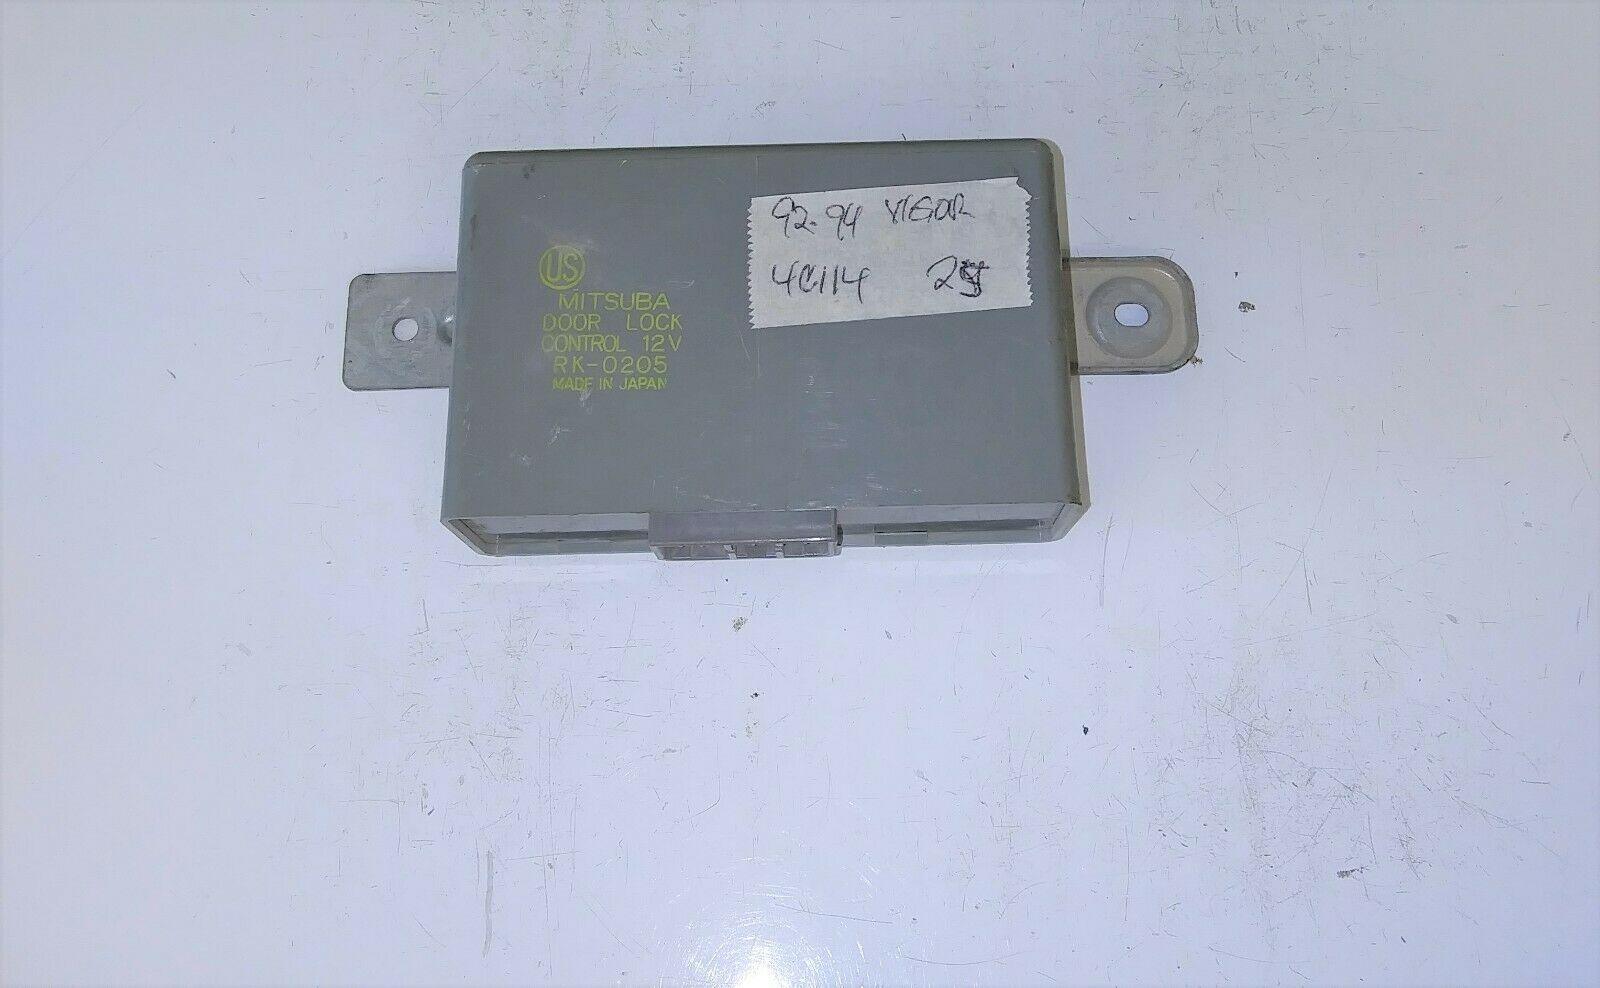 US
MITSUBA
DOOR LOCK
CONTROL 12V
RK-0205
MADE IN JAPAN
92-94 VIGOR
4C114